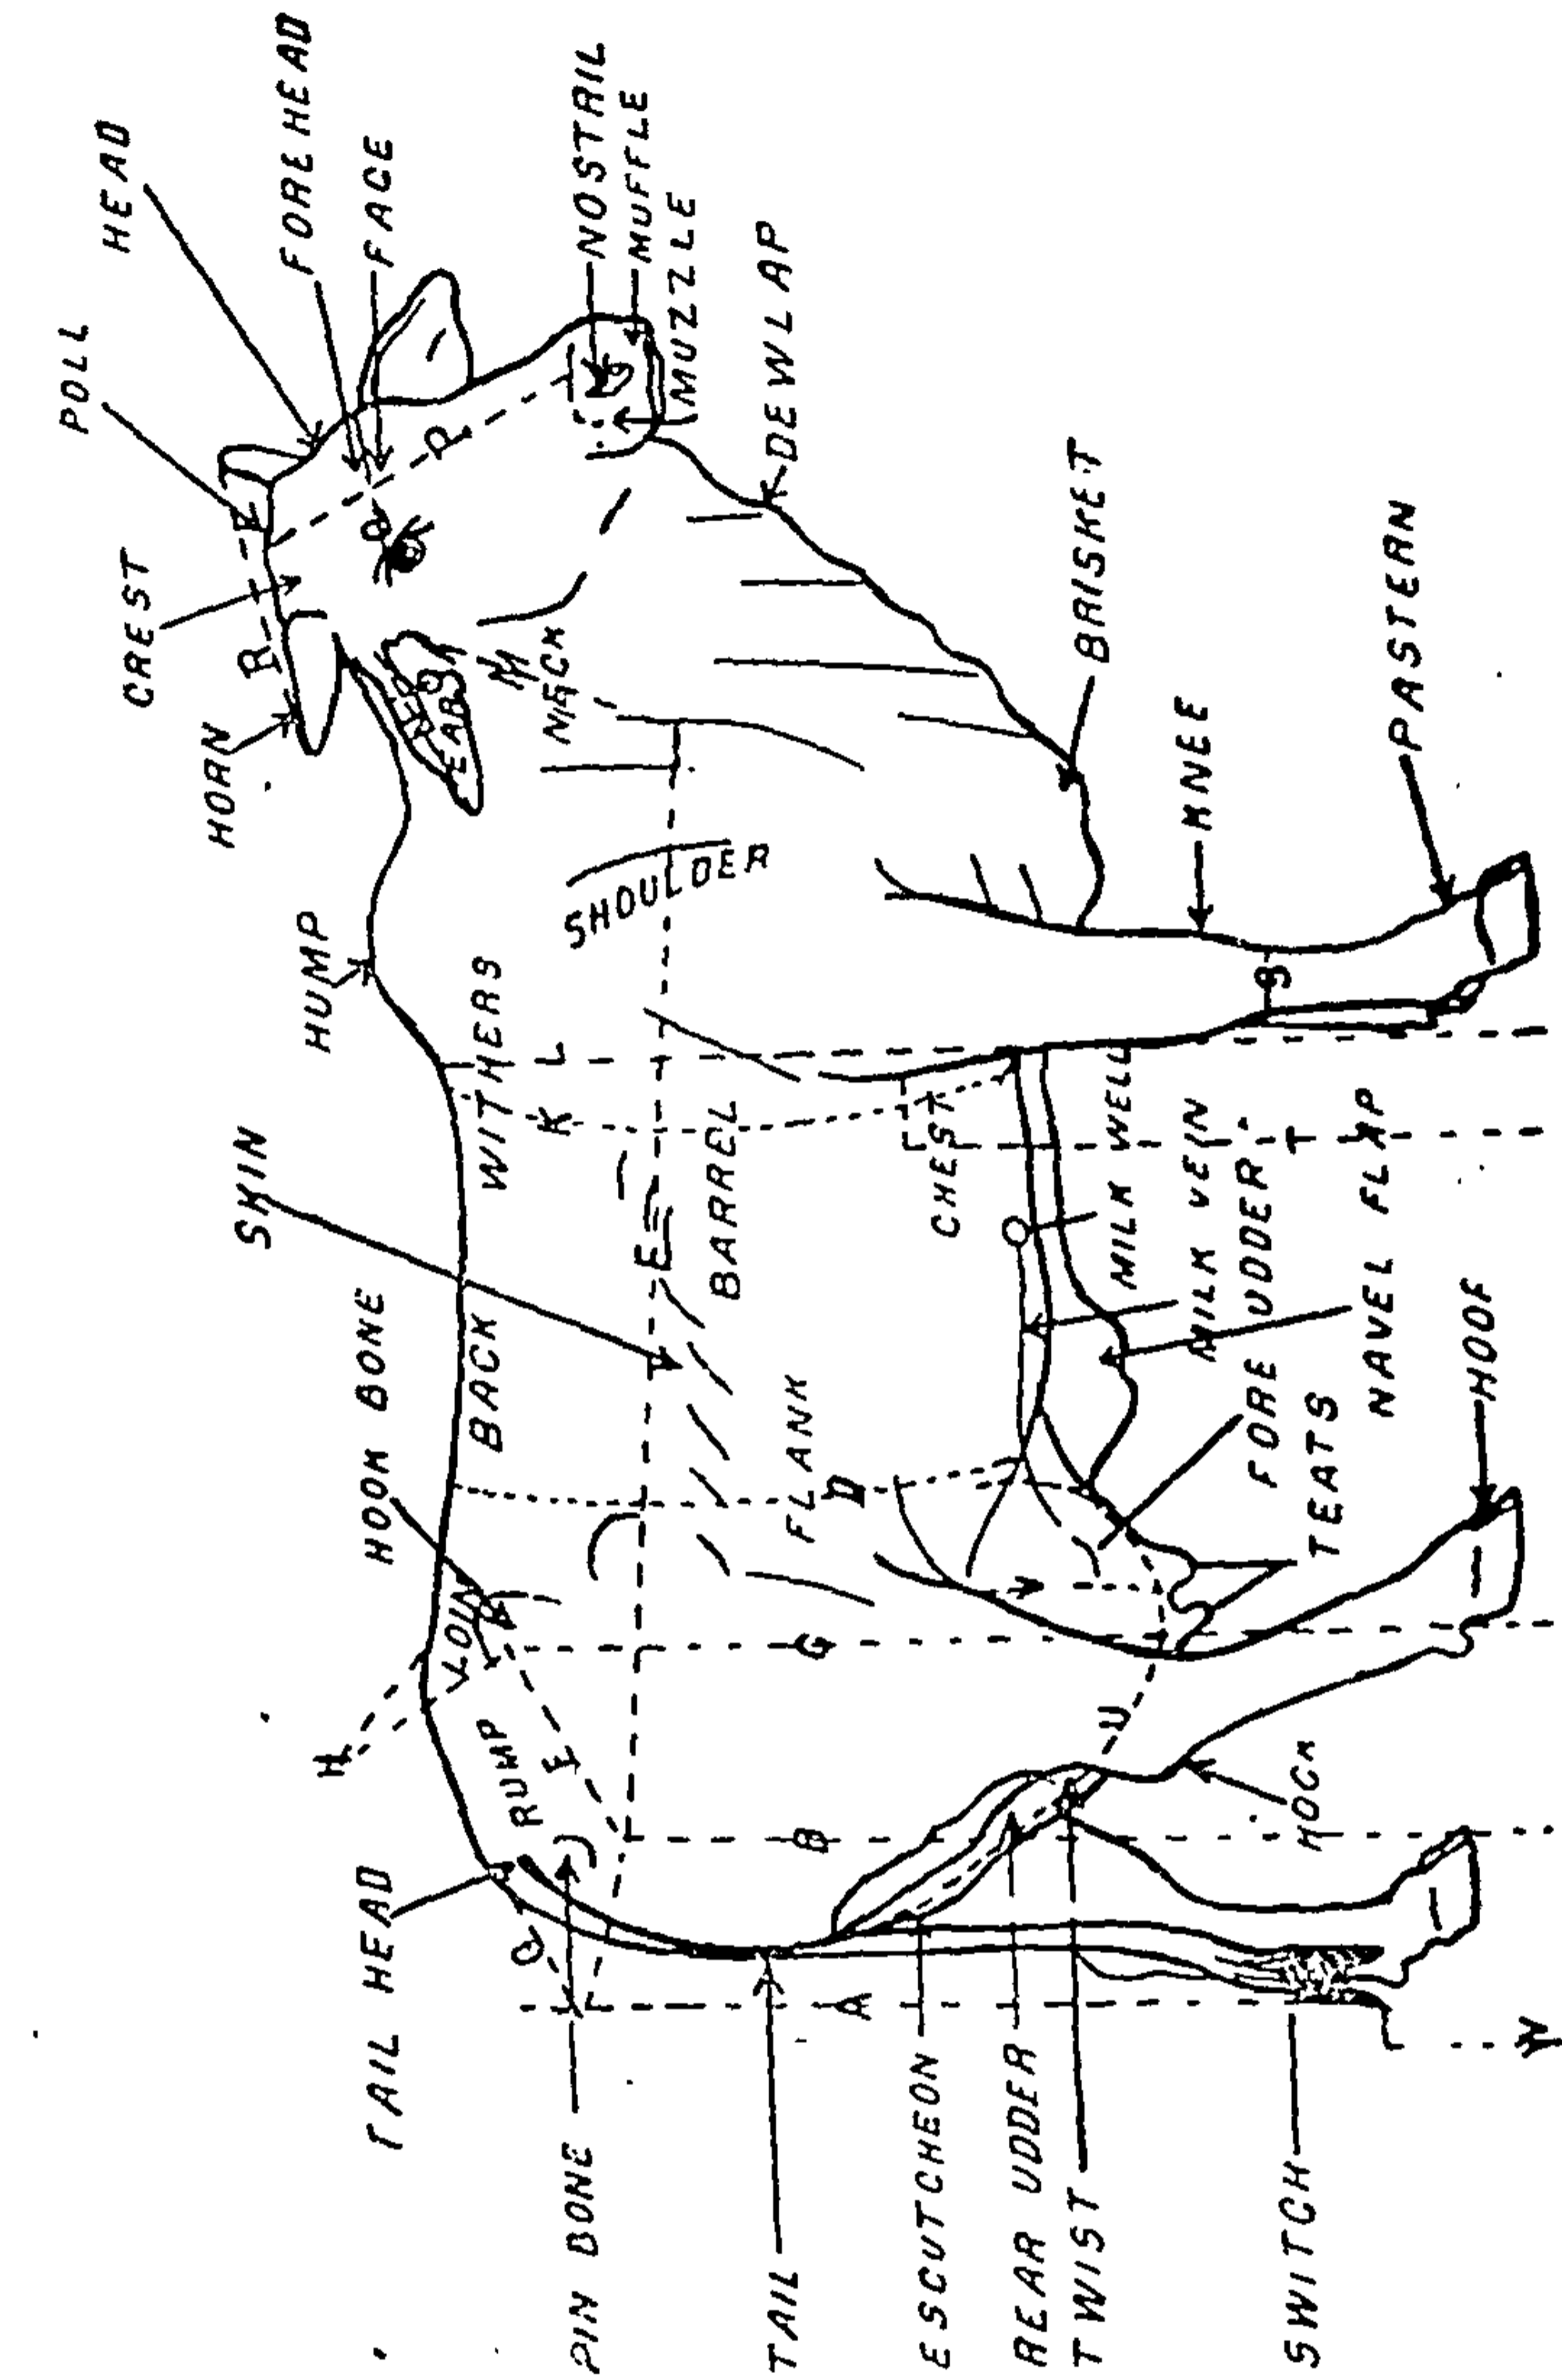 HEAD
FOREHEAD
FACE
POLL
NOSTRIL
MUFFLE
MUZZLE
CREST
DEWLAP
HORN
R
P
Q
EARS
M
NECK
BRISKET
HUMP
SHOULDER
KNEE
PASTERN
SKIN
WITHERS
L
K
S
BARREL
CHEST
MILK WELL
MILK VEIN
FORE UDDER
T
NAVEL FLAP
HOOK BONE
BACK
FLANK
D
TEATS
HOOF
LOIN
H
G
RUMP
U
HOCK
B
TAIL HEAD
A
PIN BONE
TAIL
ESCUTCHEON
REAR UDDER
TWIST
SWITCH